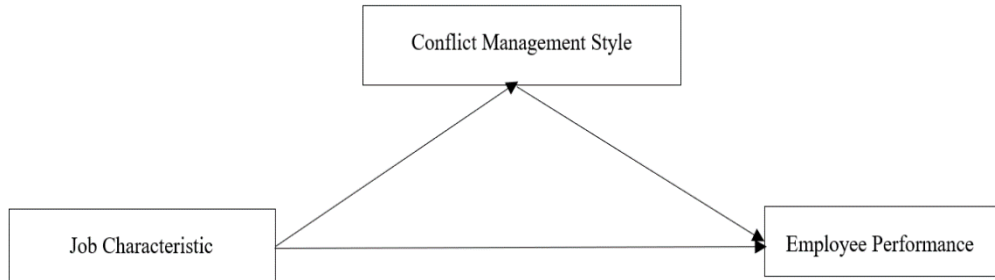 Conflict Management Style
Job Characteristic
Employee Performance